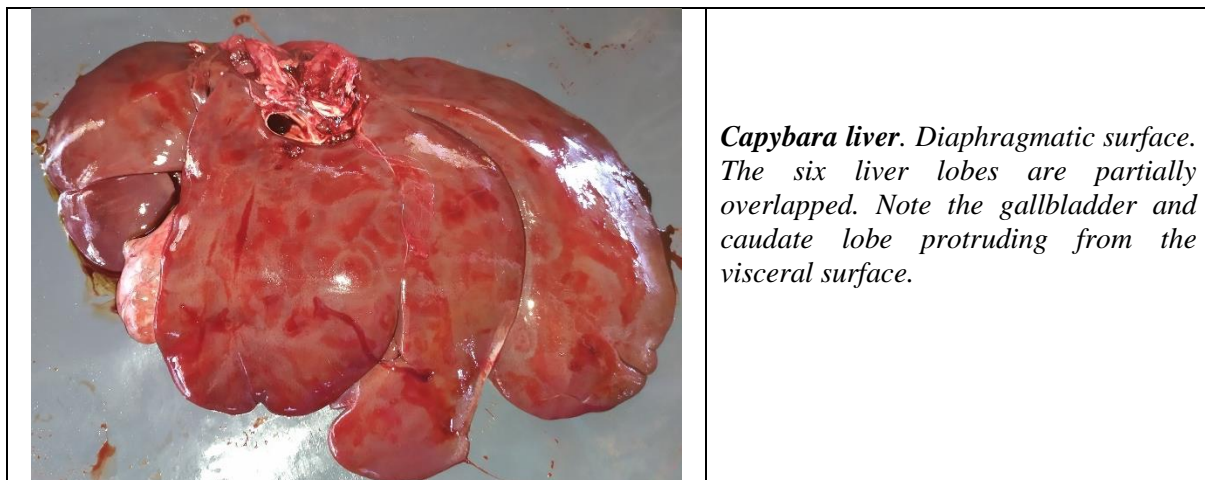 Capybara liver. Diaphragmatic surface.
The six liver lobes are partially
overlapped. Note the gallbladder and
caudate lobe protruding from the
visceral surface.